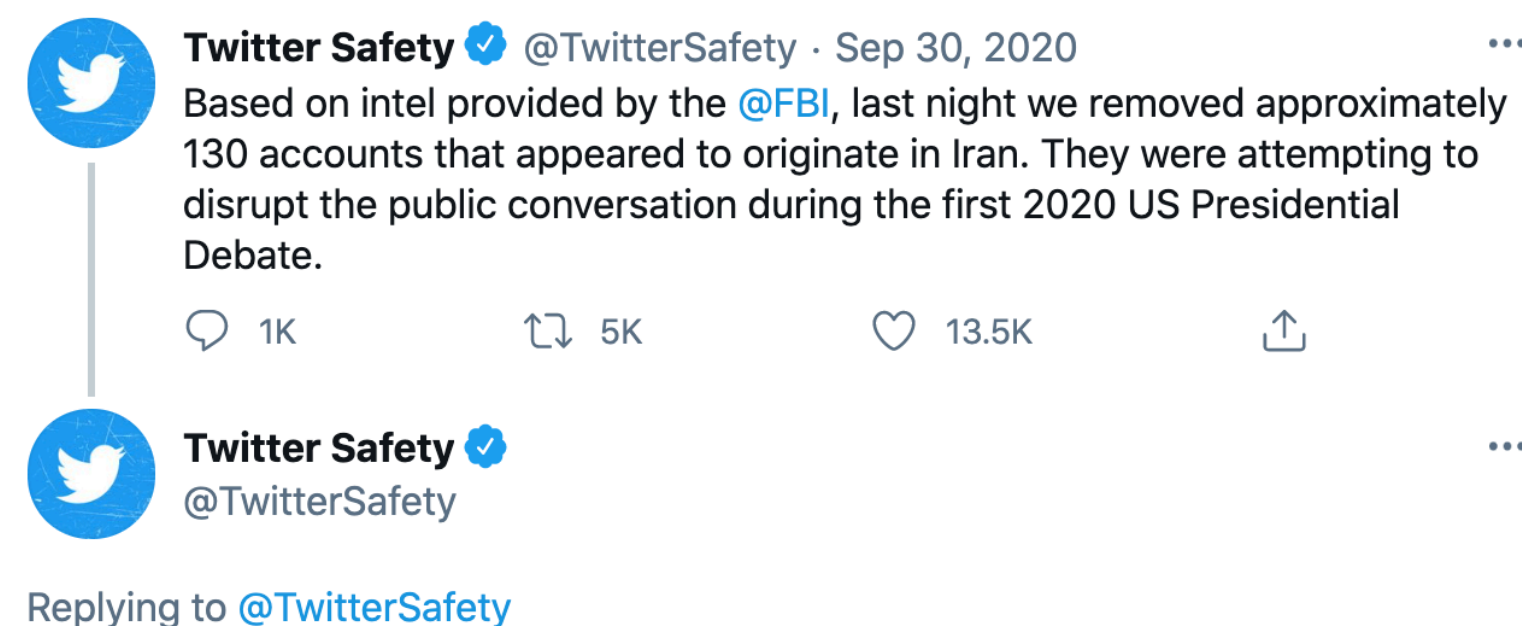 Twitter Safety @TwitterSafety · Sep 30, 2020
Based on intel provided by the @FBI, last night we removed approximately
130 accounts that appeared to originate in Iran. They were attempting to
disrupt the public conversation during the first 2020 US Presidential
Debate.
1K 5K 13.5K
Twitter Safety
@TwitterSafety
Replying to @TwitterSafety